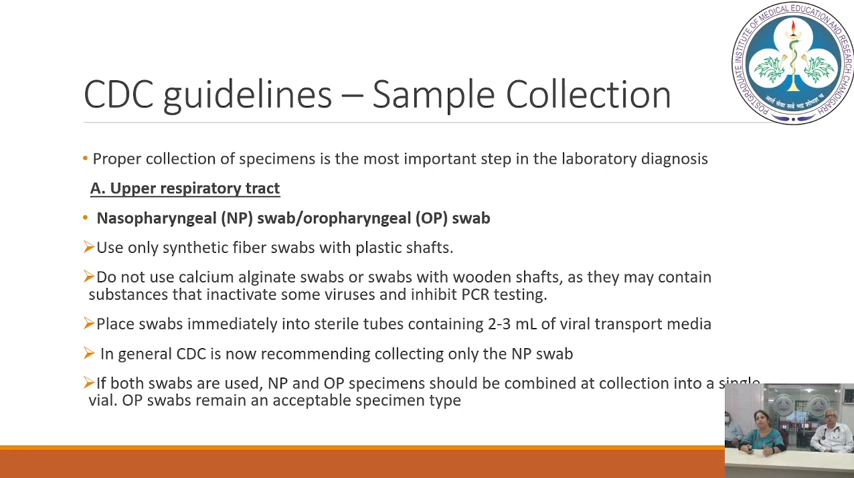 POSTGRADUATE INSTITUTE OF MEDICAL EDUCATION AND RESEARCH CHANDIGARH
CDC guidelines – Sample Collection
• Proper collection of specimens is the most important step in the laboratory diagnosis
A. Upper respiratory tract
• Nasopharyngeal (NP) swab/oropharyngeal (OP) swab
➢Use only synthetic fiber swabs with plastic shafts.
➢Do not use calcium alginate swabs or swabs with wooden shafts, as they may contain
substances that inactivate some viruses and inhibit PCR testing.
➢Place swabs immediately into sterile tubes containing 2-3 mL of viral transport media
➢ In general CDC is now recommending collecting only the NP swab
➢If both swabs are used, NP and OP specimens should be combined at collection into a single
vial. OP swabs remain an acceptable specimen type